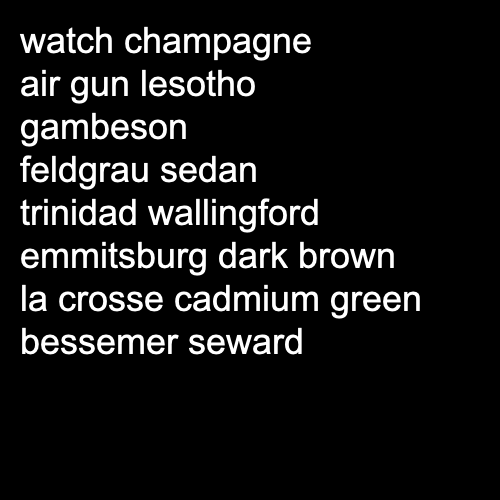 watch champagne
air gun lesotho
gambeson
feldgrau sedan
trinidad wallingford
emmitsburg dark brown
la crosse cadmium green
bessemer seward